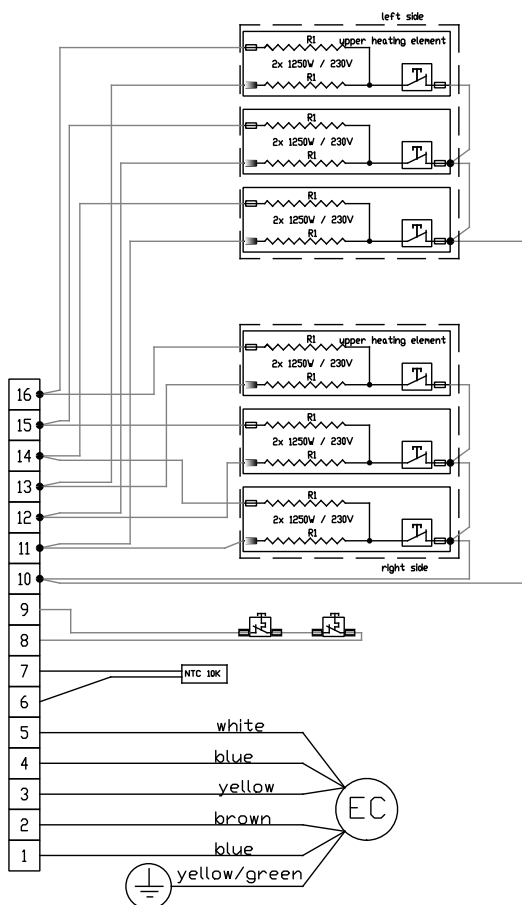 left side
R1
upper heating element
2x 1250W / 230V
R1
R1
2x 1250W / 230V
R1
R1
2x 1250W / 230V
R1
upper heating element
R1
2x 1250W / 230V
R1
R1
2x 1250W / 230V
R1
R1
2x 1250W / 230V
R1
right side
16
15
14
13
12
11
10
9
8
7
NTC 10K
6
5
white
4
blue
3
yellow
EC
2
brown
1
blue
yellow/green